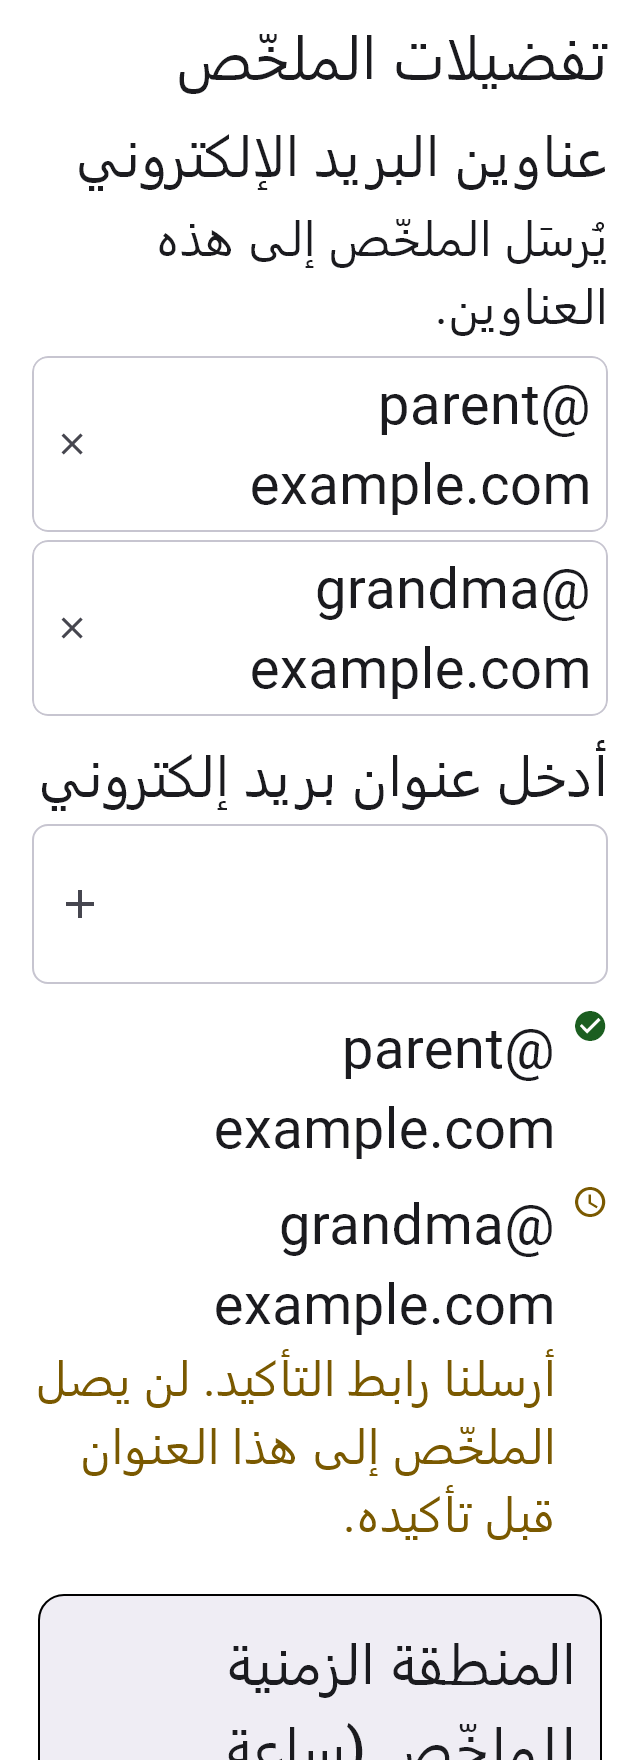 تفضيلات الملخّص
عناوين البريد الإلكتروني
يُرسَل الملخّص إلى هذه
العناوين.
parent@
example.com
grandma@
example.com
أدخل عنوان بريد إلكتروني
parent@
example.com
grandma@
example.com
أرسلنا رابط التأكيد. لن يصل
الملخّص إلى هذا العنوان
قبل تأكيده.
المنطقة الزمنية
للملخّص (ساعة